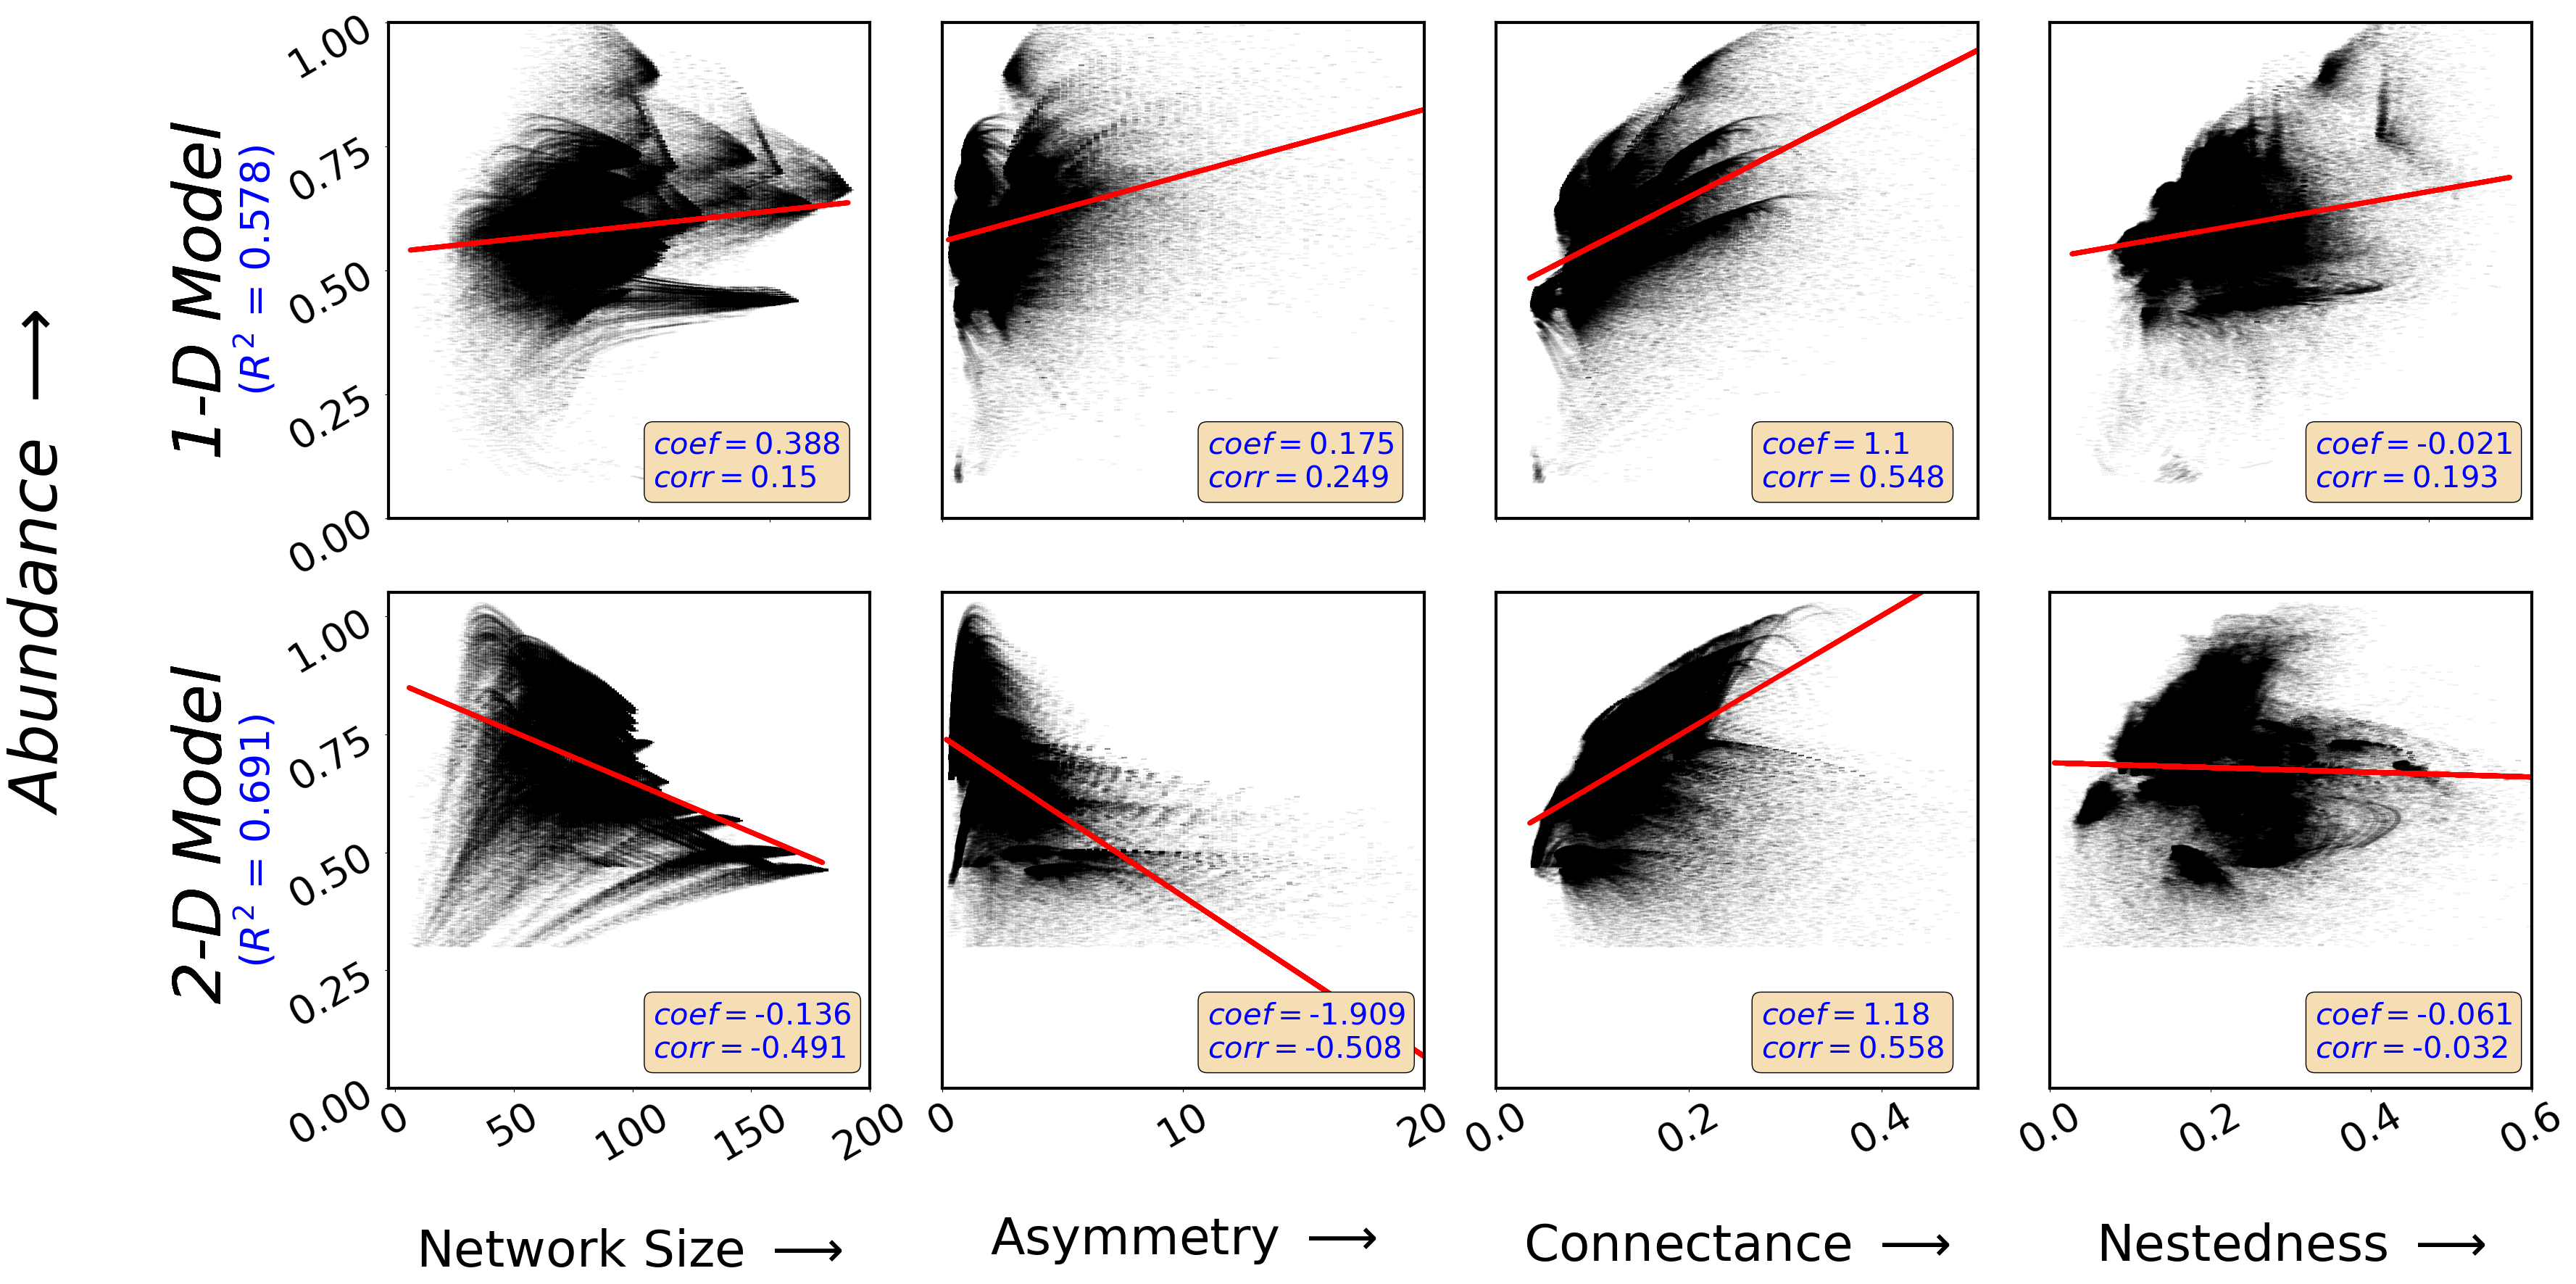 Abundance ⟶
1-D Model
(R² = 0.578)
1.00
0.75
0.50
0.25
0.00
coef = 0.388
corr = 0.15
coef = 0.175
corr = 0.249
coef = 1.1
corr = 0.548
coef = -0.021
corr = 0.193
2-D Model
(R² = 0.691)
1.00
0.75
0.50
0.25
0.00
coef = -0.136
corr = -0.491
coef = -1.909
corr = -0.508
coef = 1.18
corr = 0.558
coef = -0.061
corr = -0.032
0 50 100 150 200
0 10 20
0.0 0.2 0.4
0.0 0.2 0.4 0.6
Network Size ⟶
Asymmetry ⟶
Connectance ⟶
Nestedness ⟶